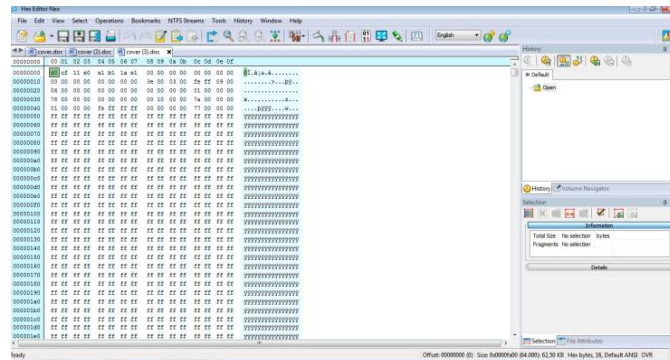 Hex Editor Neo
File Edit View Select Operations Bookmarks NTFS Streams Tools History Window Help
English
cover.doc cover (2).doc cover (3).doc
History
00000000 00 01 02 03 04 05 06 07 08 09 0a 0b 0c 0d 0e 0f
00000000 d0 cf 11 e0 a1 b1 1a e1 00 00 00 00 00 00 00 00
Default
00000010 00 00 00 00 00 00 00 00 3e 00 03 00 fe ff 09 00
Open
00000020 06 00 00 00 00 00 00 00 00 00 00 00 01 00 00 00
00000030 78 00 00 00 00 00 00 00 00 10 00 00 7a 00 00 00
00000040 01 00 00 00 fe ff ff ff 00 00 00 00 77 00 00 00
00000050 ff ff ff ff ff ff ff ff ff ff ff ff ff ff ff ff ÿÿÿÿÿÿÿÿÿÿÿÿÿÿÿÿ
00000060 ff ff ff ff ff ff ff ff ff ff ff ff ff ff ff ff ÿÿÿÿÿÿÿÿÿÿÿÿÿÿÿÿ
00000070 ff ff ff ff ff ff ff ff ff ff ff ff ff ff ff ff ÿÿÿÿÿÿÿÿÿÿÿÿÿÿÿÿ
00000080 ff ff ff ff ff ff ff ff ff ff ff ff ff ff ff ff ÿÿÿÿÿÿÿÿÿÿÿÿÿÿÿÿ
00000090 ff ff ff ff ff ff ff ff ff ff ff ff ff ff ff ff ÿÿÿÿÿÿÿÿÿÿÿÿÿÿÿÿ
000000a0 ff ff ff ff ff ff ff ff ff ff ff ff ff ff ff ff ÿÿÿÿÿÿÿÿÿÿÿÿÿÿÿÿ
000000b0 ff ff ff ff ff ff ff ff ff ff ff ff ff ff ff ff ÿÿÿÿÿÿÿÿÿÿÿÿÿÿÿÿ
000000c0 ff ff ff ff ff ff ff ff ff ff ff ff ff ff ff ff ÿÿÿÿÿÿÿÿÿÿÿÿÿÿÿÿ
000000d0 ff ff ff ff ff ff ff ff ff ff ff ff ff ff ff ff ÿÿÿÿÿÿÿÿÿÿÿÿÿÿÿÿ
000000e0 ff ff ff ff ff ff ff ff ff ff ff ff ff ff ff ff ÿÿÿÿÿÿÿÿÿÿÿÿÿÿÿÿ
History Volume Navigator
000000f0 ff ff ff ff ff ff ff ff ff ff ff ff ff ff ff ff ÿÿÿÿÿÿÿÿÿÿÿÿÿÿÿÿ
Selection
00000100 ff ff ff ff ff ff ff ff ff ff ff ff ff ff ff ff ÿÿÿÿÿÿÿÿÿÿÿÿÿÿÿÿ
00000110 ff ff ff ff ff ff ff ff ff ff ff ff ff ff ff ff ÿÿÿÿÿÿÿÿÿÿÿÿÿÿÿÿ
00000120 ff ff ff ff ff ff ff ff ff ff ff ff ff ff ff ff ÿÿÿÿÿÿÿÿÿÿÿÿÿÿÿÿ
Information
00000130 ff ff ff ff ff ff ff ff ff ff ff ff ff ff ff ff ÿÿÿÿÿÿÿÿÿÿÿÿÿÿÿÿ
Total Size No selection bytes
00000140 ff ff ff ff ff ff ff ff ff ff ff ff ff ff ff ff ÿÿÿÿÿÿÿÿÿÿÿÿÿÿÿÿ
Fragments No selection
00000150 ff ff ff ff ff ff ff ff ff ff ff ff ff ff ff ff ÿÿÿÿÿÿÿÿÿÿÿÿÿÿÿÿ
00000160 ff ff ff ff ff ff ff ff ff ff ff ff ff ff ff ff ÿÿÿÿÿÿÿÿÿÿÿÿÿÿÿÿ
Details
00000170 ff ff ff ff ff ff ff ff ff ff ff ff ff ff ff ff ÿÿÿÿÿÿÿÿÿÿÿÿÿÿÿÿ
00000180 ff ff ff ff ff ff ff ff ff ff ff ff ff ff ff ff ÿÿÿÿÿÿÿÿÿÿÿÿÿÿÿÿ
00000190 ff ff ff ff ff ff ff ff ff ff ff ff ff ff ff ff ÿÿÿÿÿÿÿÿÿÿÿÿÿÿÿÿ
000001a0 ff ff ff ff ff ff ff ff ff ff ff ff ff ff ff ff ÿÿÿÿÿÿÿÿÿÿÿÿÿÿÿÿ
000001b0 ff ff ff ff ff ff ff ff ff ff ff ff ff ff ff ff ÿÿÿÿÿÿÿÿÿÿÿÿÿÿÿÿ
000001c0 ff ff ff ff ff ff ff ff ff ff ff ff ff ff ff ff ÿÿÿÿÿÿÿÿÿÿÿÿÿÿÿÿ
000001d0 ff ff ff ff ff ff ff ff ff ff ff ff ff ff ff ff ÿÿÿÿÿÿÿÿÿÿÿÿÿÿÿÿ
000001e0 ff ff ff ff ff ff ff ff ff ff ff ff ff ff ff ff ÿÿÿÿÿÿÿÿÿÿÿÿÿÿÿÿ
Selection File Attributes
Ready Offset: 00000000 (0) Size: 0x0000fa00 (64.000): 62,50 KB Hex bytes, 16, Default ANSI OVR